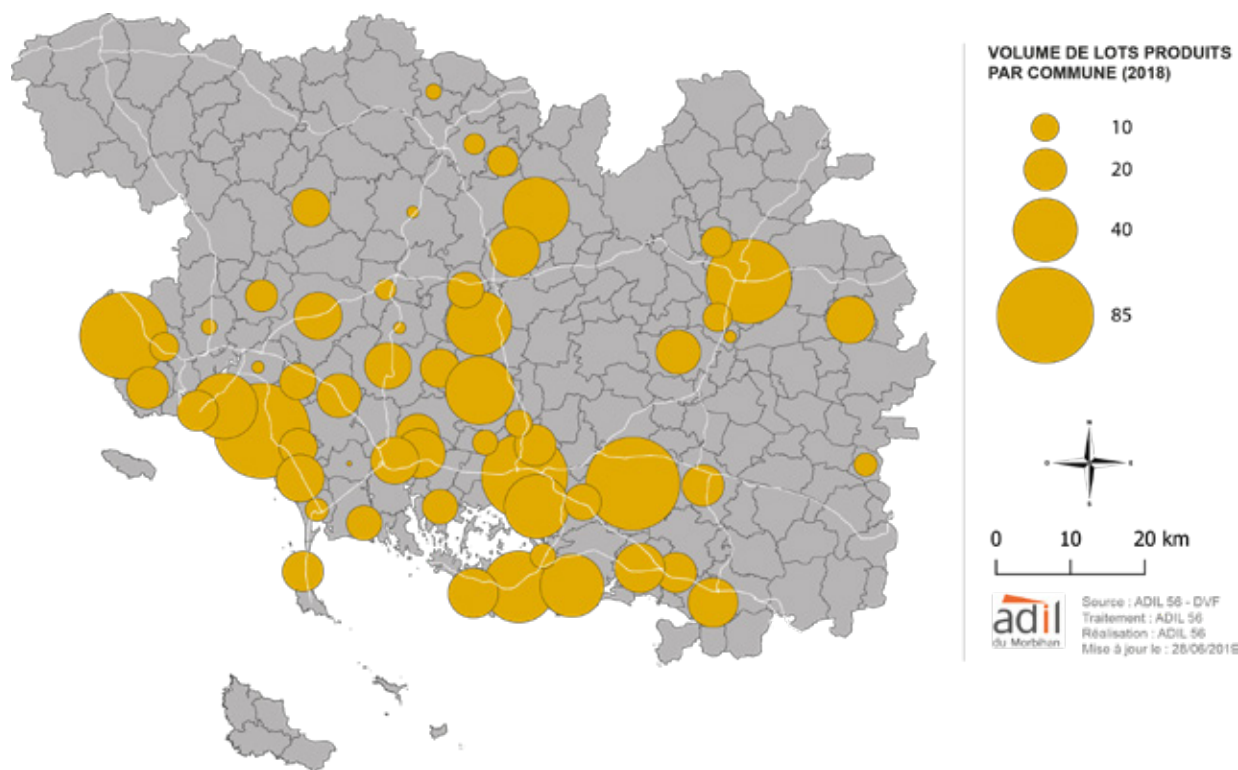 VOLUME DE LOTS PRODUITS
PAR COMMUNE (2018)
10
20
40
85
N
O
E
S
0 10 20 km
adil
du Morbihan
Source : ADIL 56 - DVF
Traitement : ADIL 56
Réalisation : ADIL 56
Mise à jour le : 28/06/2019